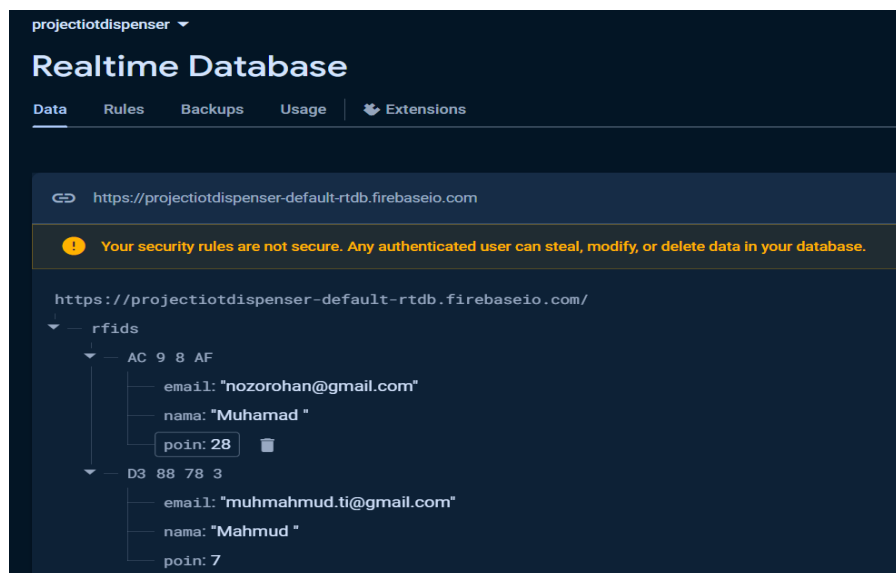 projectiotdispenser
Realtime Database
Data Rules Backups Usage Extensions
https://projectiotdispenser-default-rtdb.firebaseio.com
Your security rules are not secure. Any authenticated user can steal, modify, or delete data in your database.
https://projectiotdispenser-default-rtdb.firebaseio.com/
rfids
AC 9 8 AF
email: "nozorohan@gmail.com"
nama: "Muhamad "
poin: 28
D3 88 78 3
email: "muhmahmud.ti@gmail.com"
nama: "Mahmud "
poin: 7